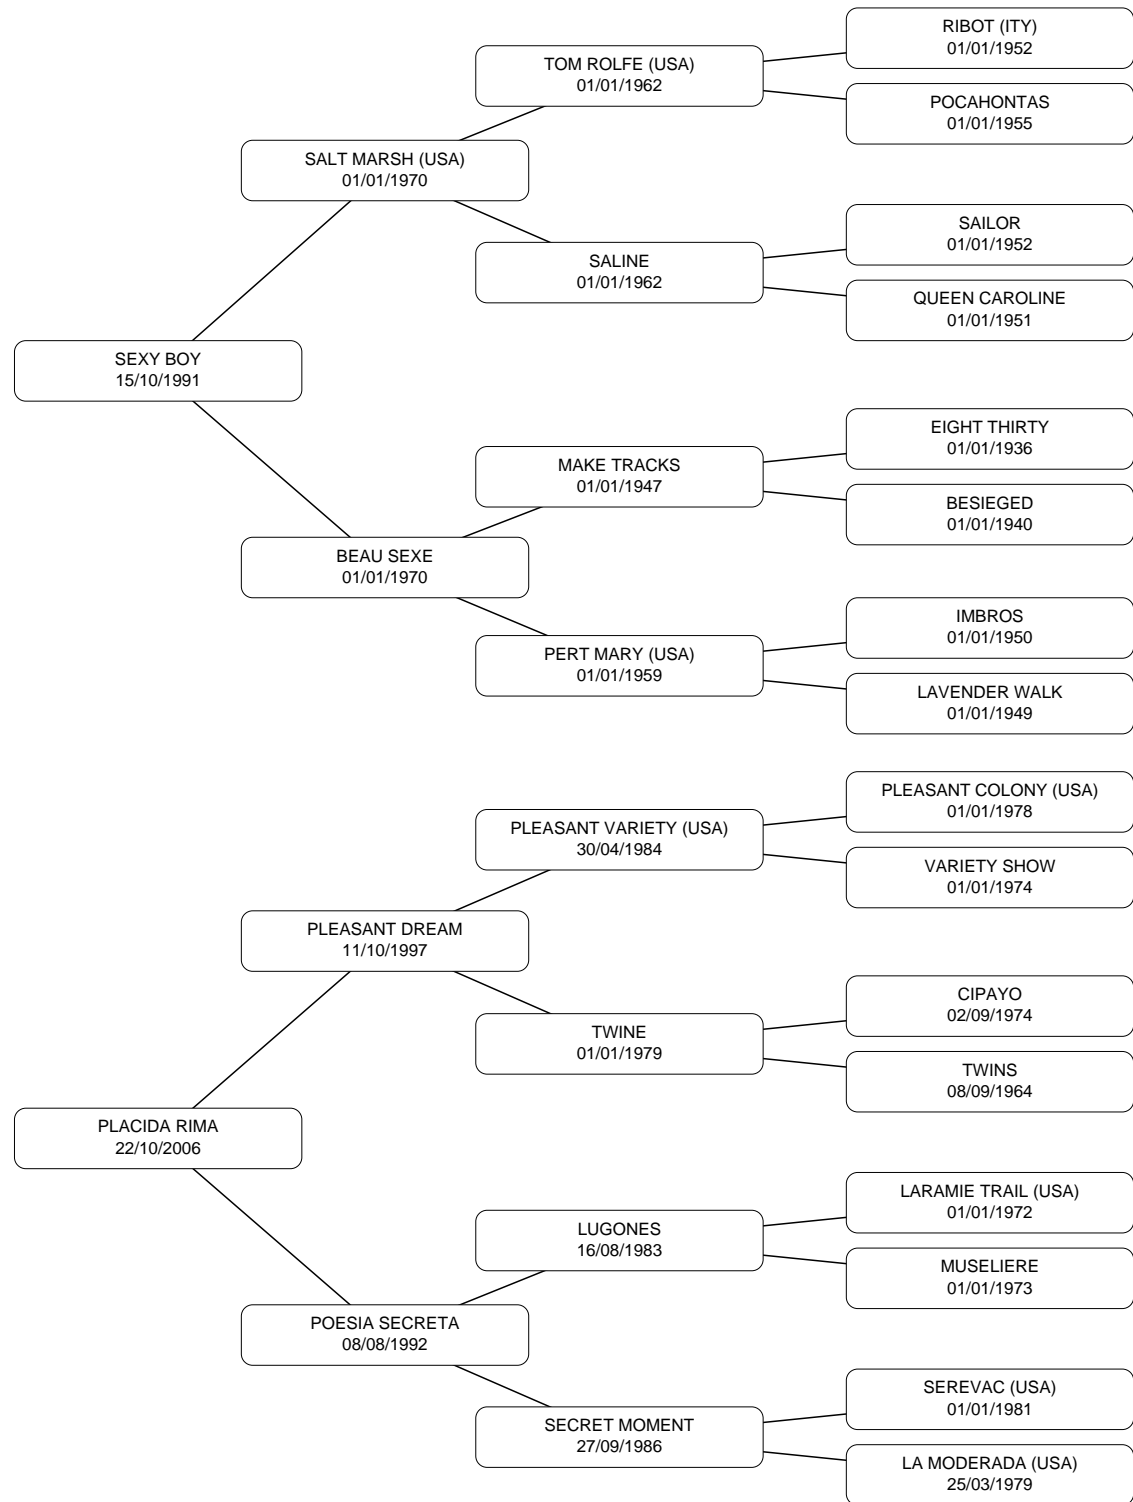 RIBOT (ITY)
01/01/1952
TOM ROLFE (USA)
01/01/1962
POCAHONTAS
01/01/1955
SALT MARSH (USA)
01/01/1970
SAILOR
01/01/1952
SALINE
01/01/1962
QUEEN CAROLINE
01/01/1951
SEXY BOY
15/10/1991
EIGHT THIRTY
01/01/1936
MAKE TRACKS
01/01/1947
BESIEGED
01/01/1940
BEAU SEXE
01/01/1970
IMBROS
01/01/1950
PERT MARY (USA)
01/01/1959
LAVENDER WALK
01/01/1949
PLEASANT COLONY (USA)
01/01/1978
PLEASANT VARIETY (USA)
30/04/1984
VARIETY SHOW
01/01/1974
PLEASANT DREAM
11/10/1997
CIPAYO
02/09/1974
TWINE
01/01/1979
TWINS
08/09/1964
PLACIDA RIMA
22/10/2006
LARAMIE TRAIL (USA)
01/01/1972
LUGONES
16/08/1983
MUSELIERE
01/01/1973
POESIA SECRETA
08/08/1992
SEREVAC (USA)
01/01/1981
SECRET MOMENT
27/09/1986
LA MODERADA (USA)
25/03/1979